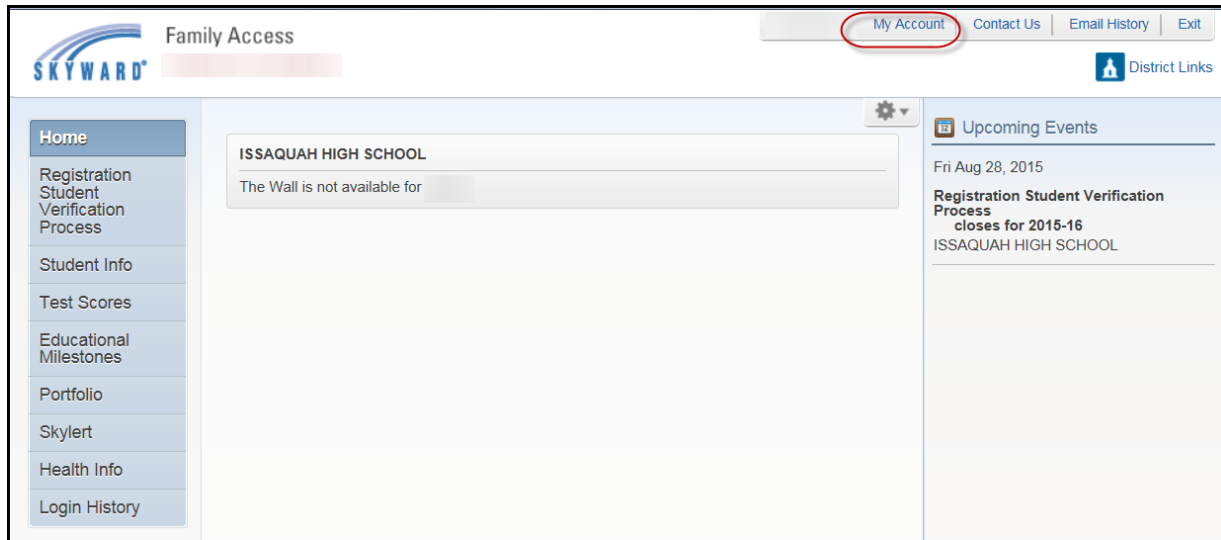 Family Access
SKYWARD®
My Account
Contact Us
Email History
Exit
District Links
Home
Registration
Student
Verification
Process
Student Info
Test Scores
Educational
Milestones
Portfolio
Skylert
Health Info
Login History
ISSAQUAH HIGH SCHOOL
The Wall is not available for
12
Upcoming Events
Fri Aug 28, 2015
Registration Student Verification
Process
closes for 2015-16
ISSAQUAH HIGH SCHOOL